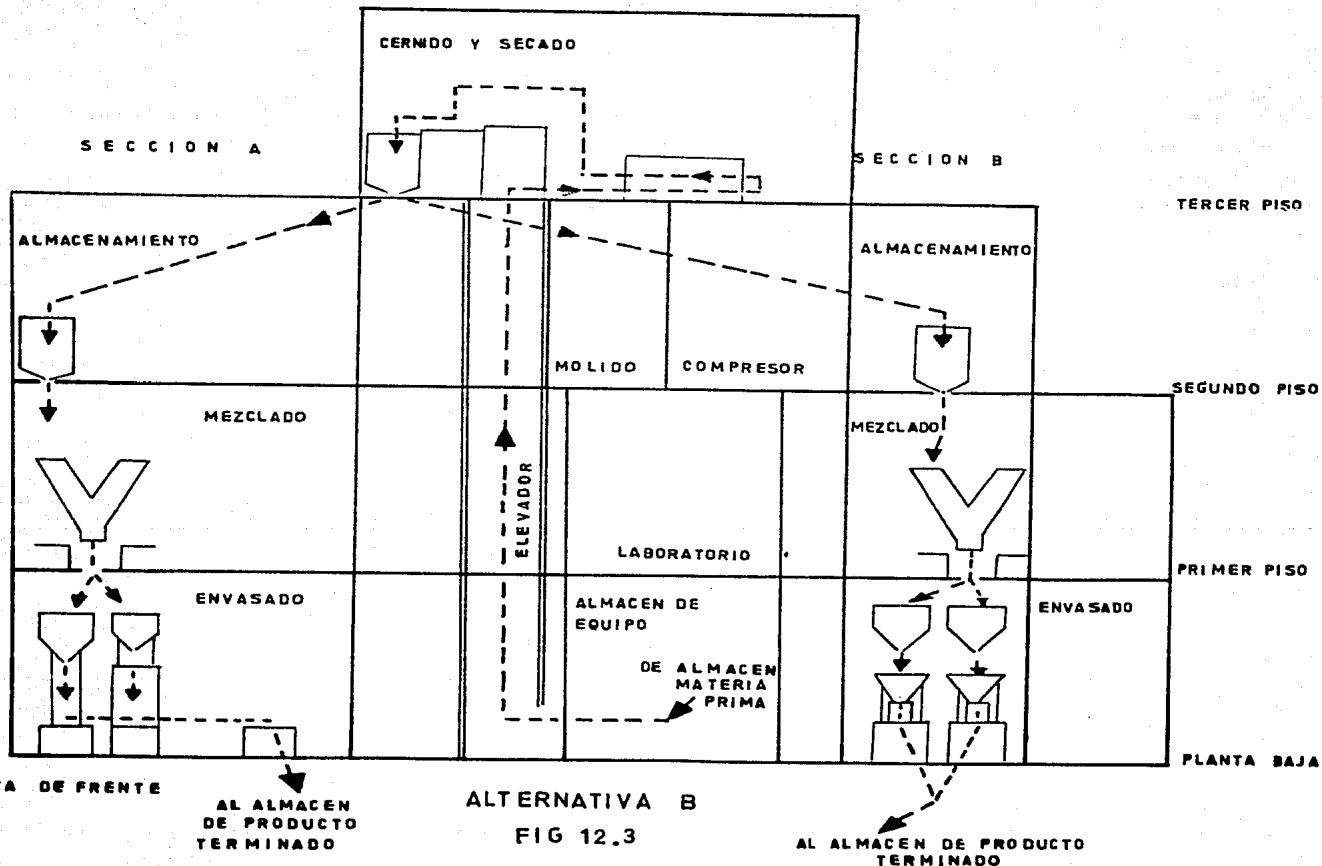 CERNIDO Y SECADO
SECCION A
SECCION B
TERCER PISO
ALMACENAMIENTO
ALMACENAMIENTO
MOLIDO
COMPRESOR
SEGUNDO PISO
MEZCLADO
MEZCLADO
ELEVADOR
LABORATORIO
PRIMER PISO
ENVASADO
ALMACEN DE
EQUIPO
ENVASADO
DE ALMACEN
MATERIA
PRIMA
PLANTA BAJA
TA DE FRENTE
AL ALMACEN
DE PRODUCTO
TERMINADO
ALTERNATIVA B
FIG 12.3
AL ALMACEN DE PRODUCTO
TERMINADO